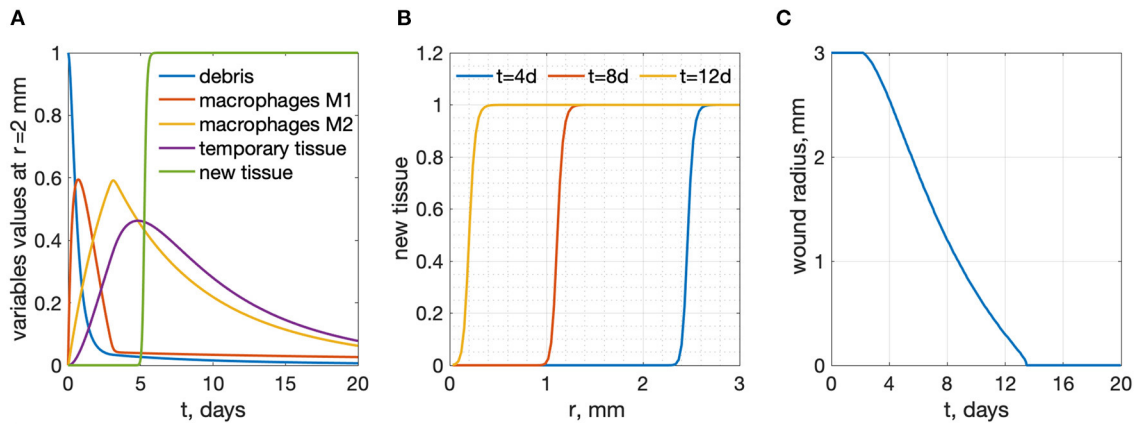 A
variables values at r=2 mm
1
0.8
0.6
0.4
0.2
0
debris
macrophages M1
macrophages M2
temporary tissue
new tissue
0 5 10 15 20
t, days
B
new tissue
1.2
1
0.8
0.6
0.4
0.2
0
t=4d t=8d t=12d
0 1 2 3
r, mm
C
wound radius, mm
3
2
1
0
0 4 8 12 16 20
t, days